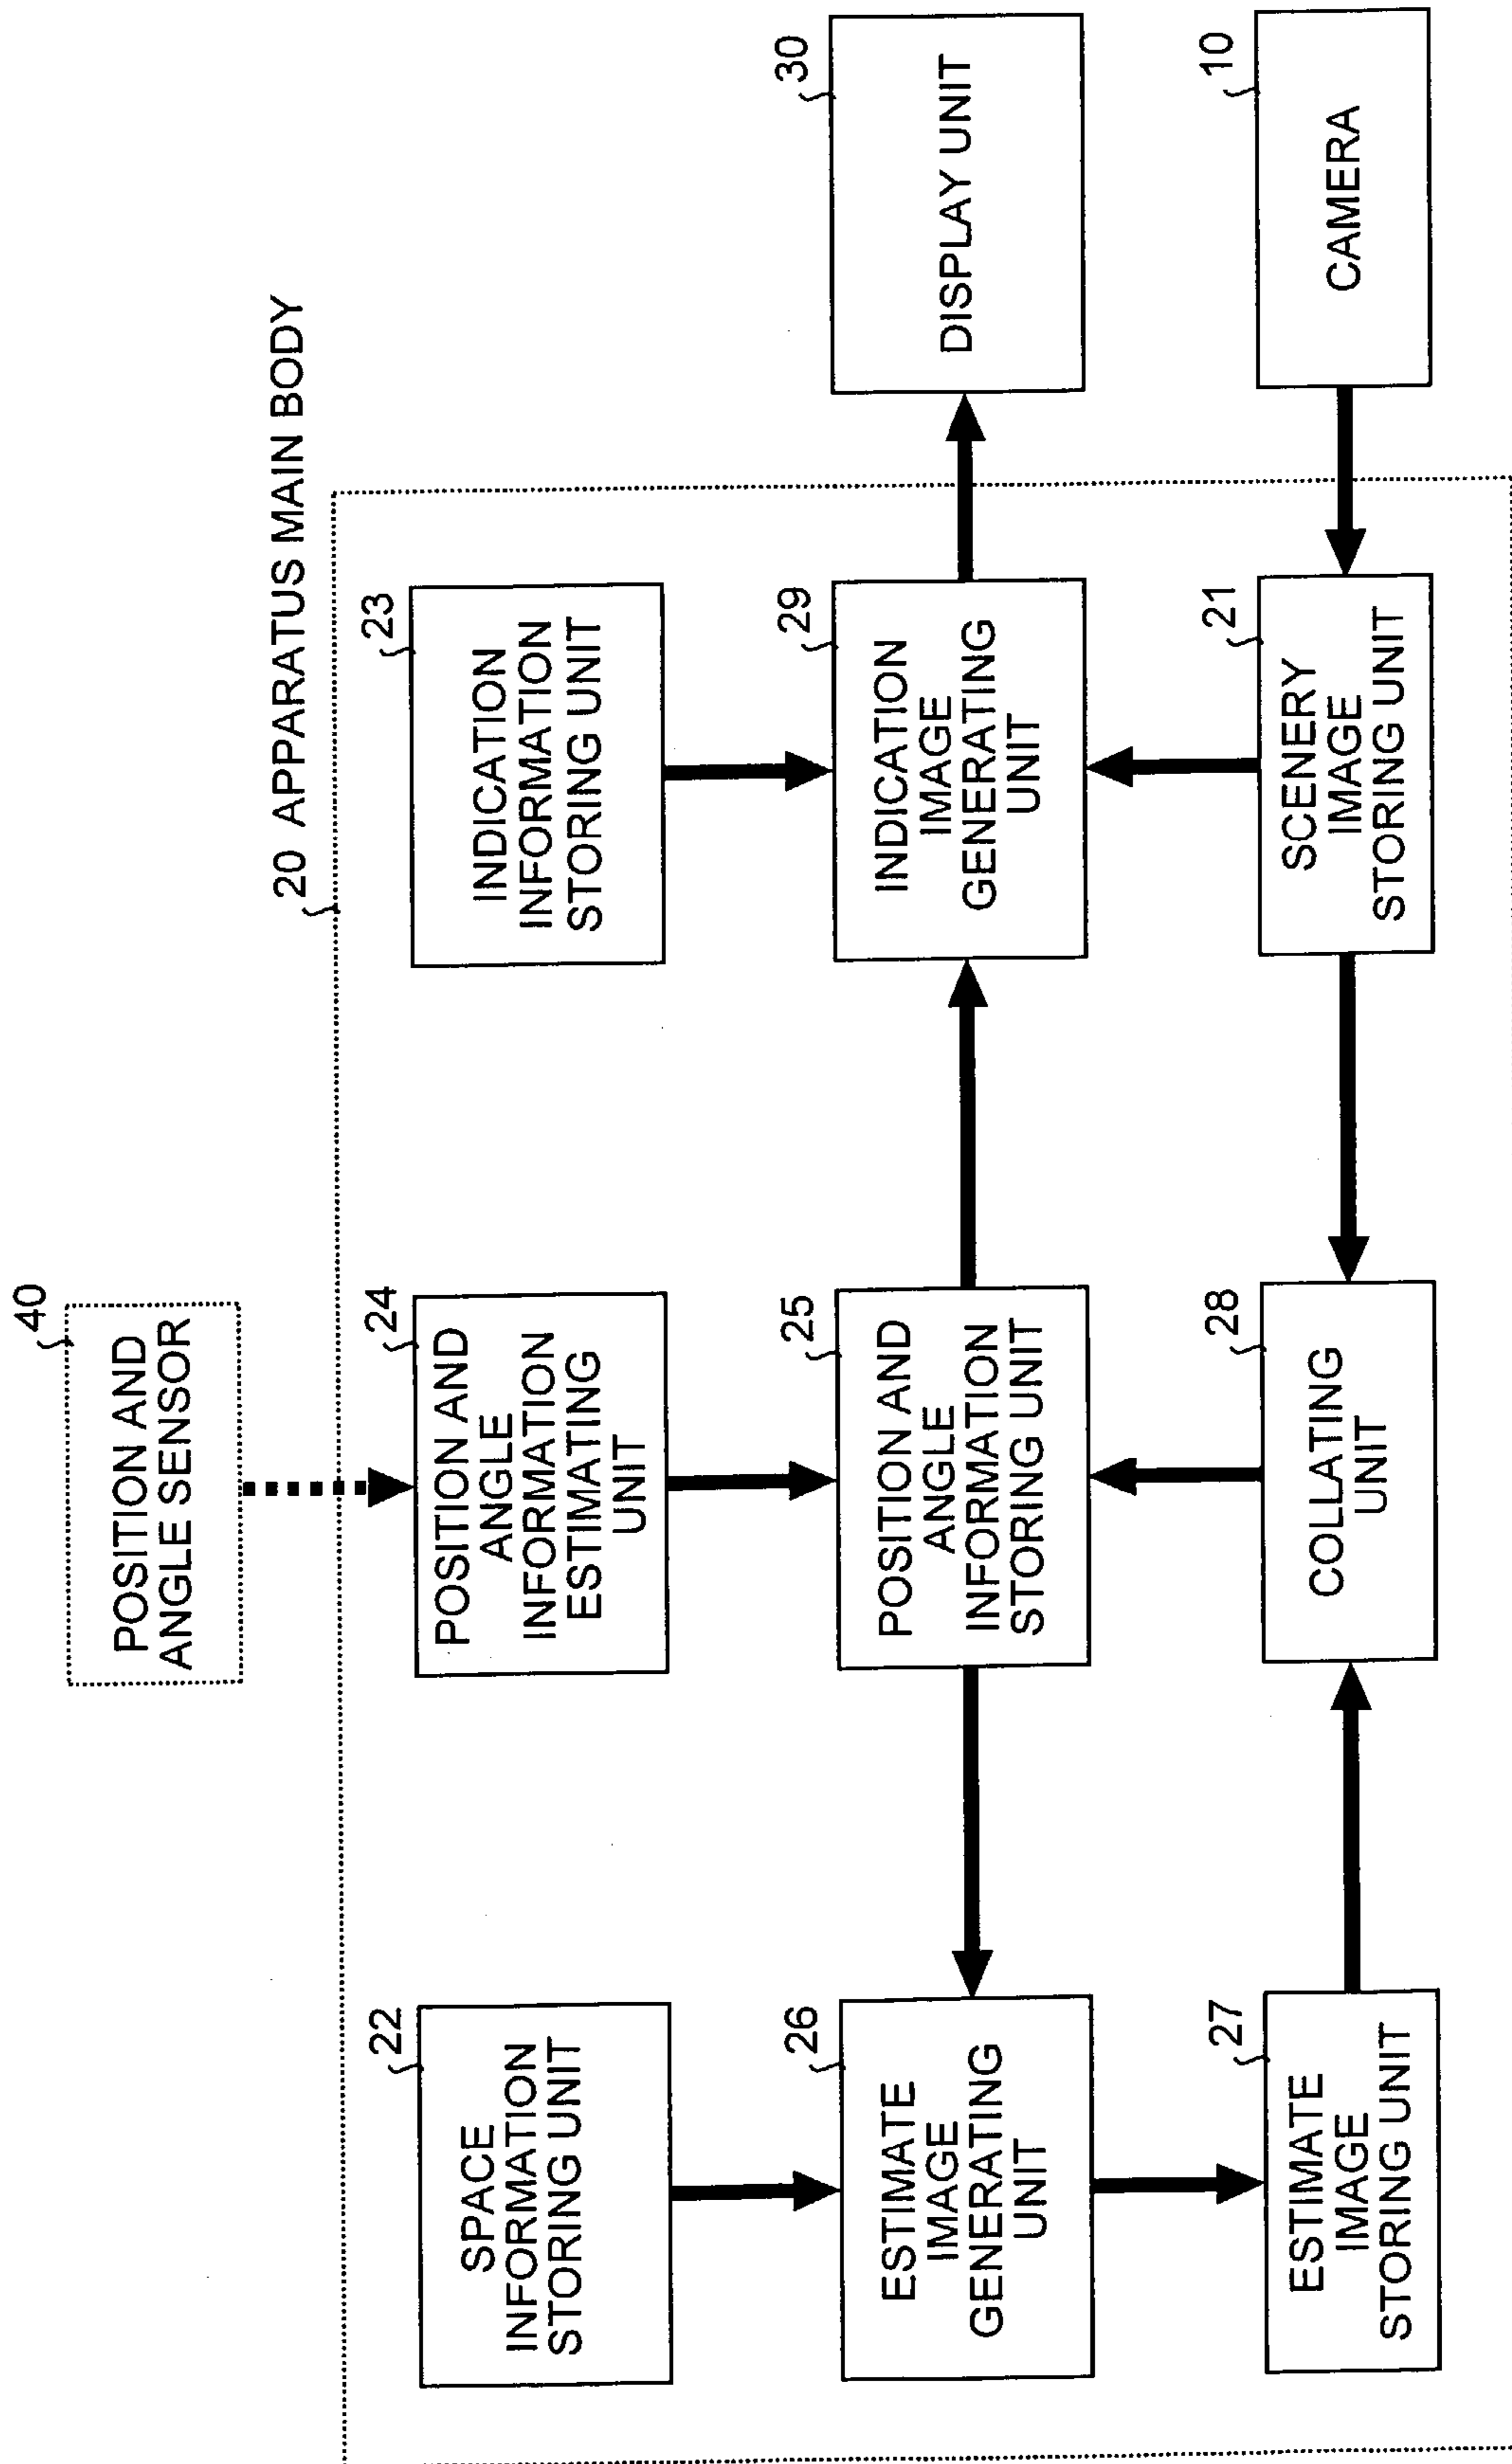 40
POSITION AND
ANGLE SENSOR
20 APPARATUS MAIN BODY
22
SPACE
INFORMATION
STORING UNIT
24
POSITION AND
ANGLE
INFORMATION
ESTIMATING
UNIT
23
INDICATION
INFORMATION
STORING UNIT
26
ESTIMATE
IMAGE
GENERATING
UNIT
25
POSITION AND
ANGLE
INFORMATION
STORING UNIT
29
INDICATION
IMAGE
GENERATING
UNIT
30
DISPLAY UNIT
27
ESTIMATE
IMAGE
STORING UNIT
28
COLLATING
UNIT
21
SCENERY
IMAGE
STORING UNIT
10
CAMERA